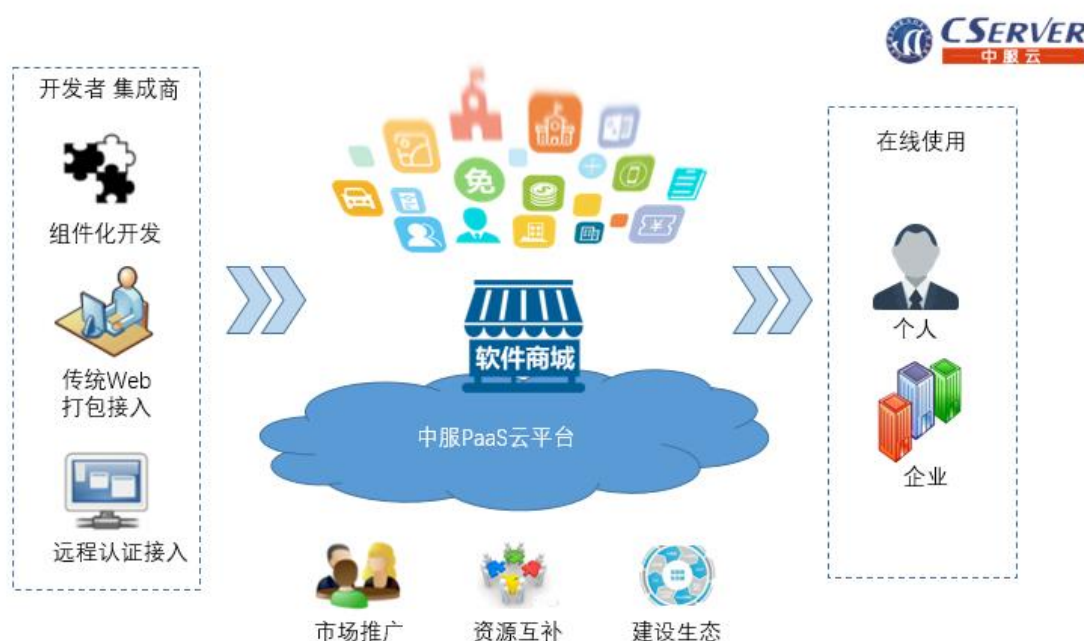 CSERVER
中服云
开发者 集成商
组件化开发
传统Web
打包接入
远程认证接入
免
¥
软件商城
中服PaaS云平台
市场推广
资源互补
建设生态
在线使用
个人
企业